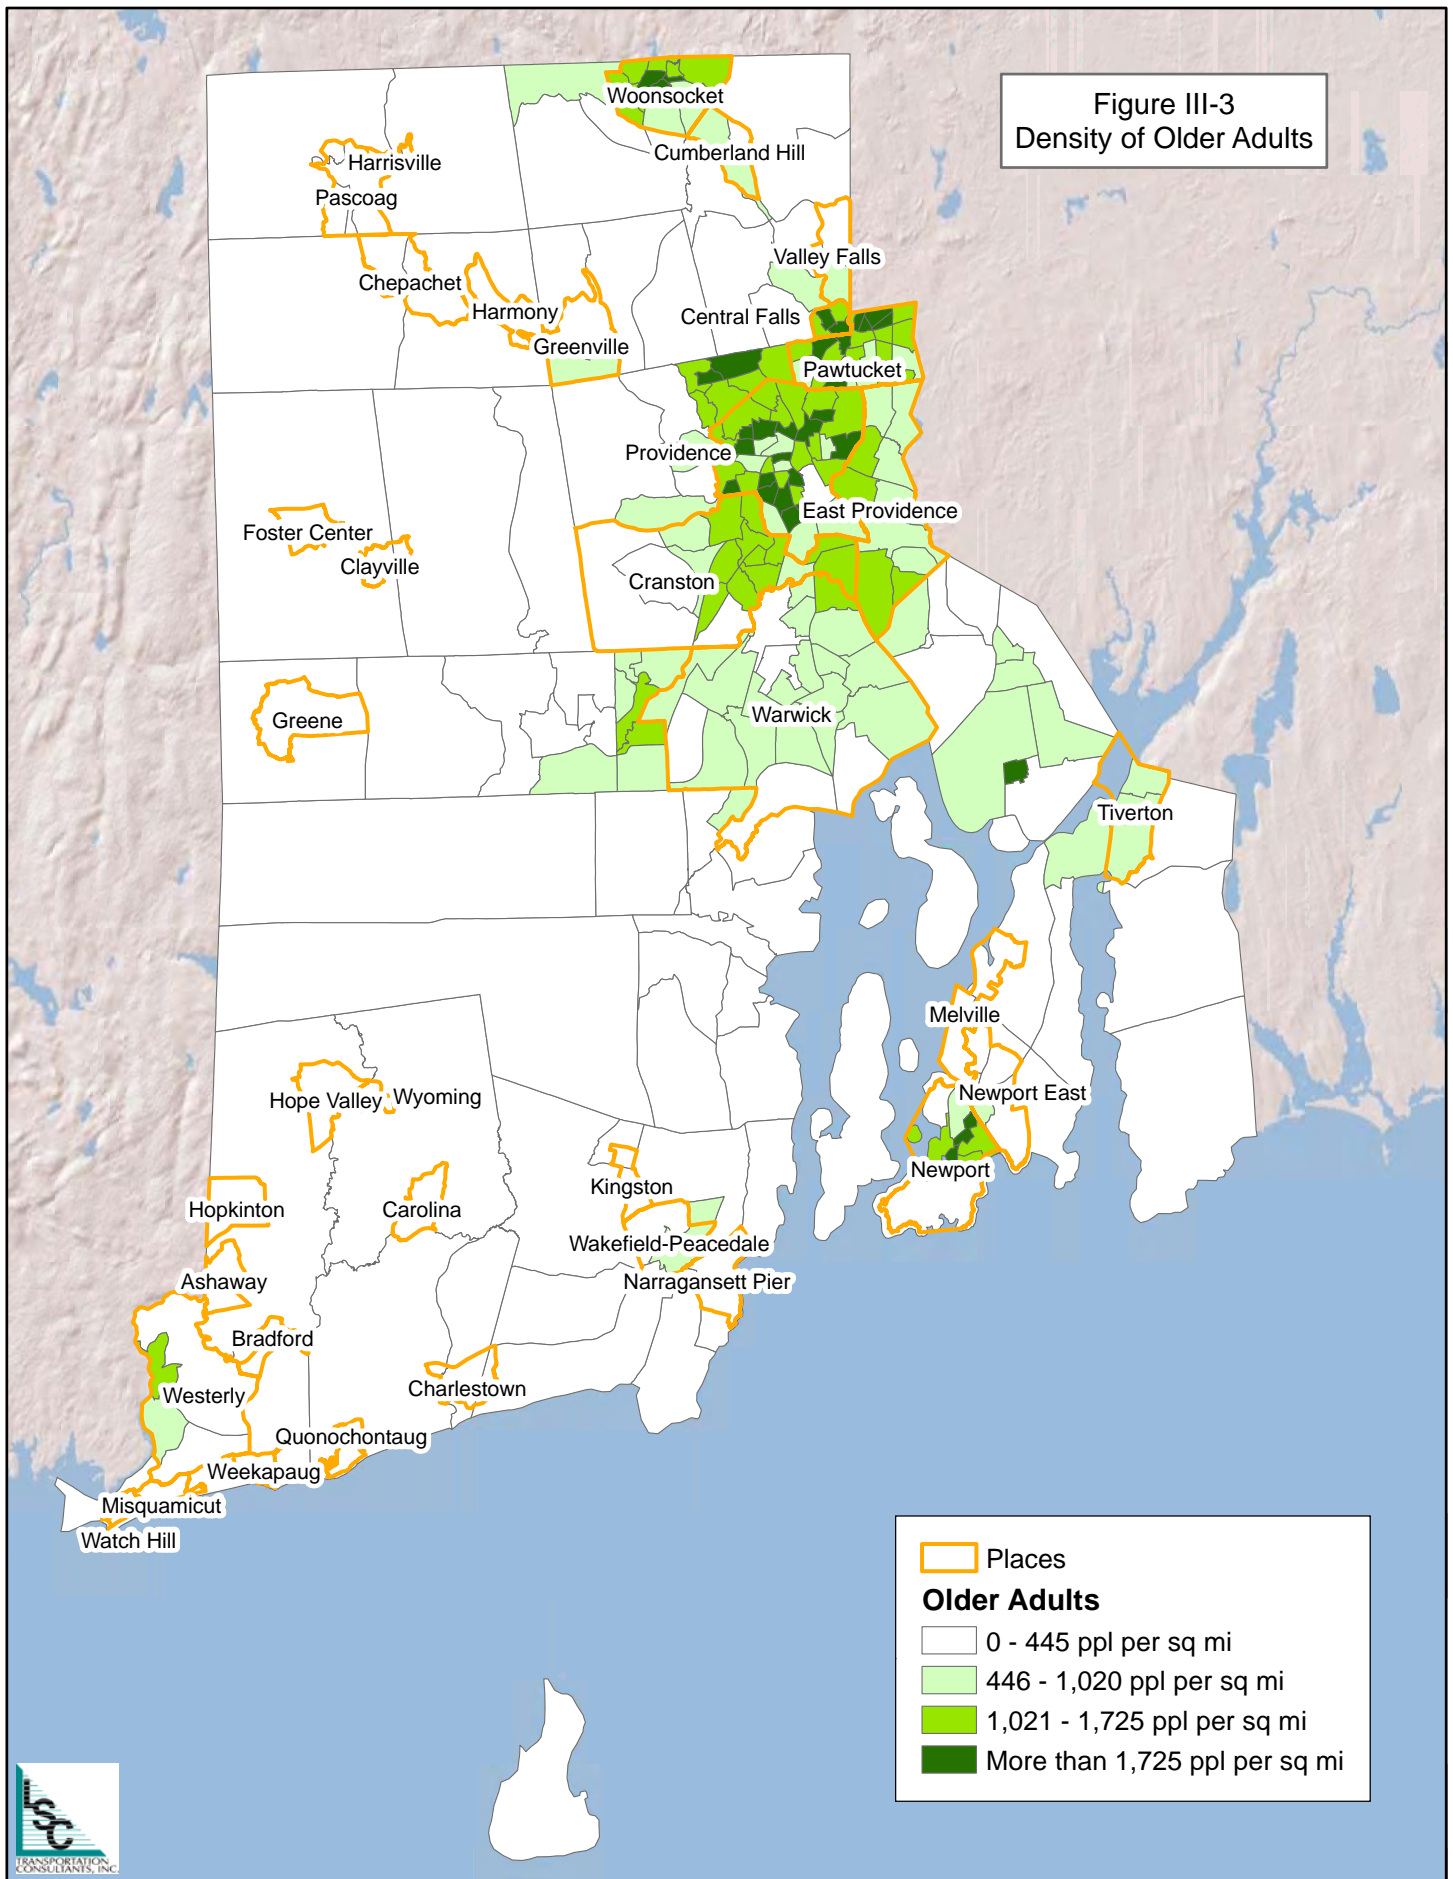 Figure III-3
Density of Older Adults
Woonsocket
Cumberland Hill
Harrisville
Pascoag
Valley Falls
Chepachet
Harmony
Central Falls
Greenville
Pawtucket
Providence
East Providence
Foster Center
Clayville
Cranston
Greene
Warwick
Tiverton
Melville
Newport East
Hope Valley
Wyoming
Newport
Kingston
Hopkinton
Carolina
Wakefield-Peacedale
Ashaway
Narragansett Pier
Bradford
Westerly
Charlestown
Quonochontaug
Weekapaug
Misquamicut
Watch Hill
Places
Older Adults
0 - 445 ppl per sq mi
446 - 1,020 ppl per sq mi
1,021 - 1,725 ppl per sq mi
More than 1,725 ppl per sq mi
LSC
TRANSPORTATION
CONSULTANTS, INC.